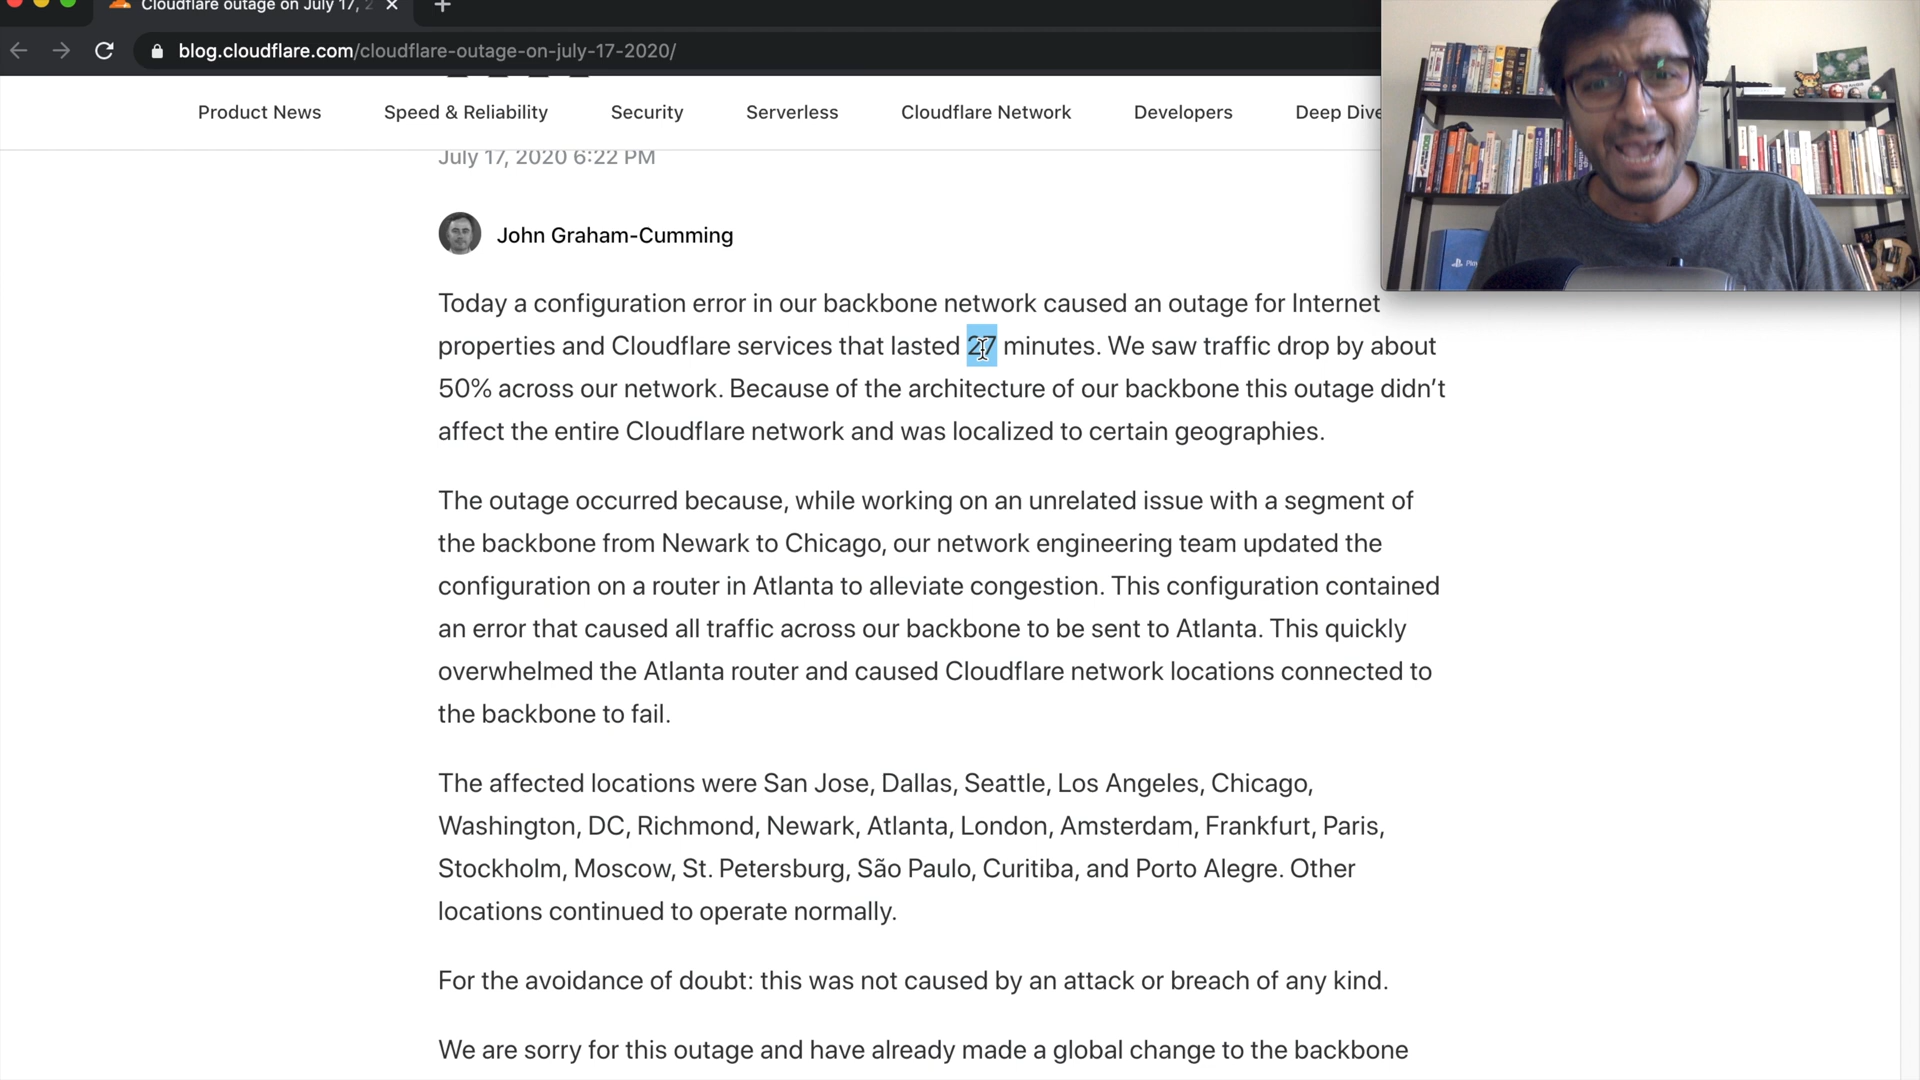 Cloudflare outage on July 17, 2
blog.cloudflare.com/cloudflare-outage-on-july-17-2020/
Product News Speed & Reliability Security Serverless Cloudflare Network Developers Deep Dive
July 17, 2020 6:22 PM
John Graham-Cumming
Today a configuration error in our backbone network caused an outage for Internet
properties and Cloudflare services that lasted 27 minutes. We saw traffic drop by about
50% across our network. Because of the architecture of our backbone this outage didn’t
affect the entire Cloudflare network and was localized to certain geographies.
The outage occurred because, while working on an unrelated issue with a segment of
the backbone from Newark to Chicago, our network engineering team updated the
configuration on a router in Atlanta to alleviate congestion. This configuration contained
an error that caused all traffic across our backbone to be sent to Atlanta. This quickly
overwhelmed the Atlanta router and caused Cloudflare network locations connected to
the backbone to fail.
The affected locations were San Jose, Dallas, Seattle, Los Angeles, Chicago,
Washington, DC, Richmond, Newark, Atlanta, London, Amsterdam, Frankfurt, Paris,
Stockholm, Moscow, St. Petersburg, São Paulo, Curitiba, and Porto Alegre. Other
locations continued to operate normally.
For the avoidance of doubt: this was not caused by an attack or breach of any kind.
We are sorry for this outage and have already made a global change to the backbone